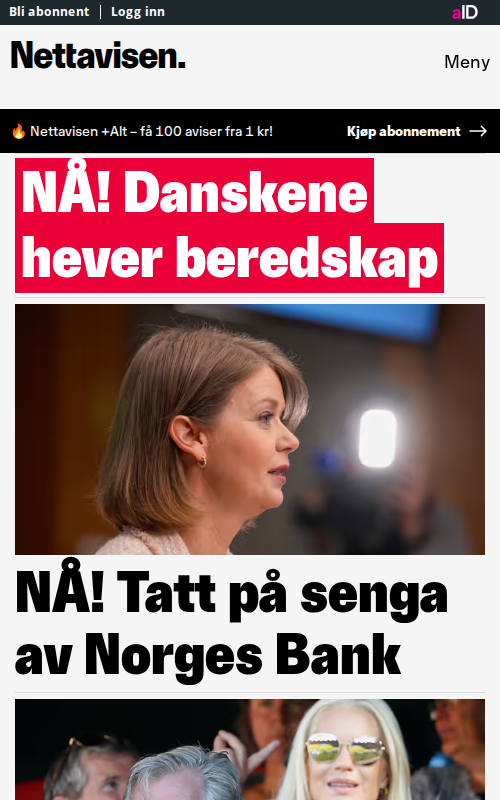 Bli abonnent | Logg inn
aID
Nettavisen.
Meny
🔥 Nettavisen +Alt – få 100 aviser fra 1 kr!
Kjøp abonnement →
NÅ! Danskene
hever beredskap
NÅ! Tatt på senga
av Norges Bank